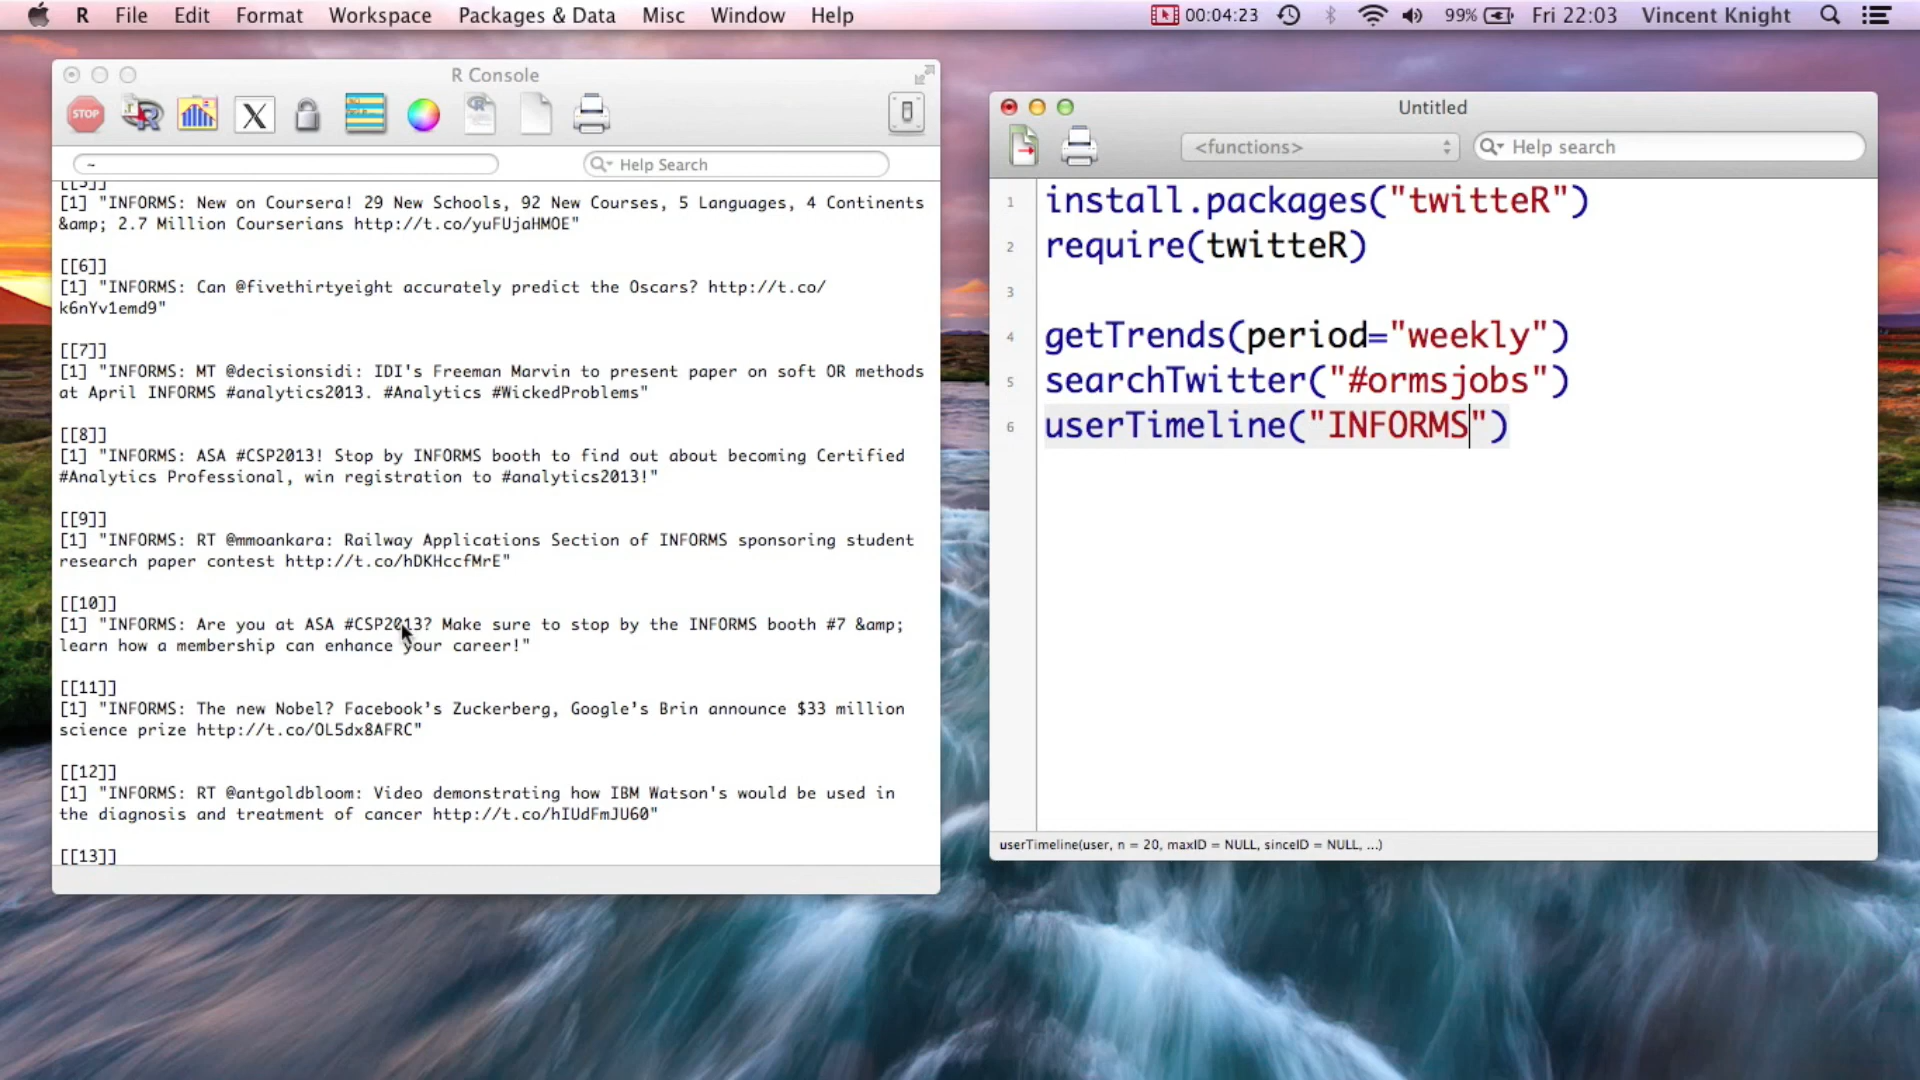 R File Edit Format Workspace Packages & Data Misc Window Help 00:04:23 99% Fri 22:03 Vincent Knight
R Console
STOP
~
Help Search
[[5]]
[1] "INFORMS: New on Coursera! 29 New Schools, 92 New Courses, 5 Languages, 4 Continents
&amp; 2.7 Million Courserians http://t.co/yuFUjaHMOE"
[[6]]
[1] "INFORMS: Can @fivethirtyeight accurately predict the Oscars? http://t.co/
k6nYv1emd9"
[[7]]
[1] "INFORMS: MT @decisionsidi: IDI's Freeman Marvin to present paper on soft OR methods
at April INFORMS #analytics2013. #Analytics #WickedProblems"
[[8]]
[1] "INFORMS: ASA #CSP2013! Stop by INFORMS booth to find out about becoming Certified
#Analytics Professional, win registration to #analytics2013!"
[[9]]
[1] "INFORMS: RT @mmoankara: Railway Applications Section of INFORMS sponsoring student
research paper contest http://t.co/hDKHccfMrE"
[[10]]
[1] "INFORMS: Are you at ASA #CSP2013? Make sure to stop by the INFORMS booth #7 &amp;
learn how a membership can enhance your career!"
[[11]]
[1] "INFORMS: The new Nobel? Facebook's Zuckerberg, Google's Brin announce $33 million
science prize http://t.co/OL5dx8AFRC"
[[12]]
[1] "INFORMS: RT @antgoldbloom: Video demonstrating how IBM Watson's would be used in
the diagnosis and treatment of cancer http://t.co/hIUdFmJU60"
[[13]]
Untitled
<functions>
Help search
1 install.packages("twitteR")
2 require(twitteR)
3
4 getTrends(period="weekly")
5 searchTwitter("#ormsjobs")
6 userTimeline("INFORMS")
userTimeline(user, n = 20, maxID = NULL, sinceID = NULL, ...)